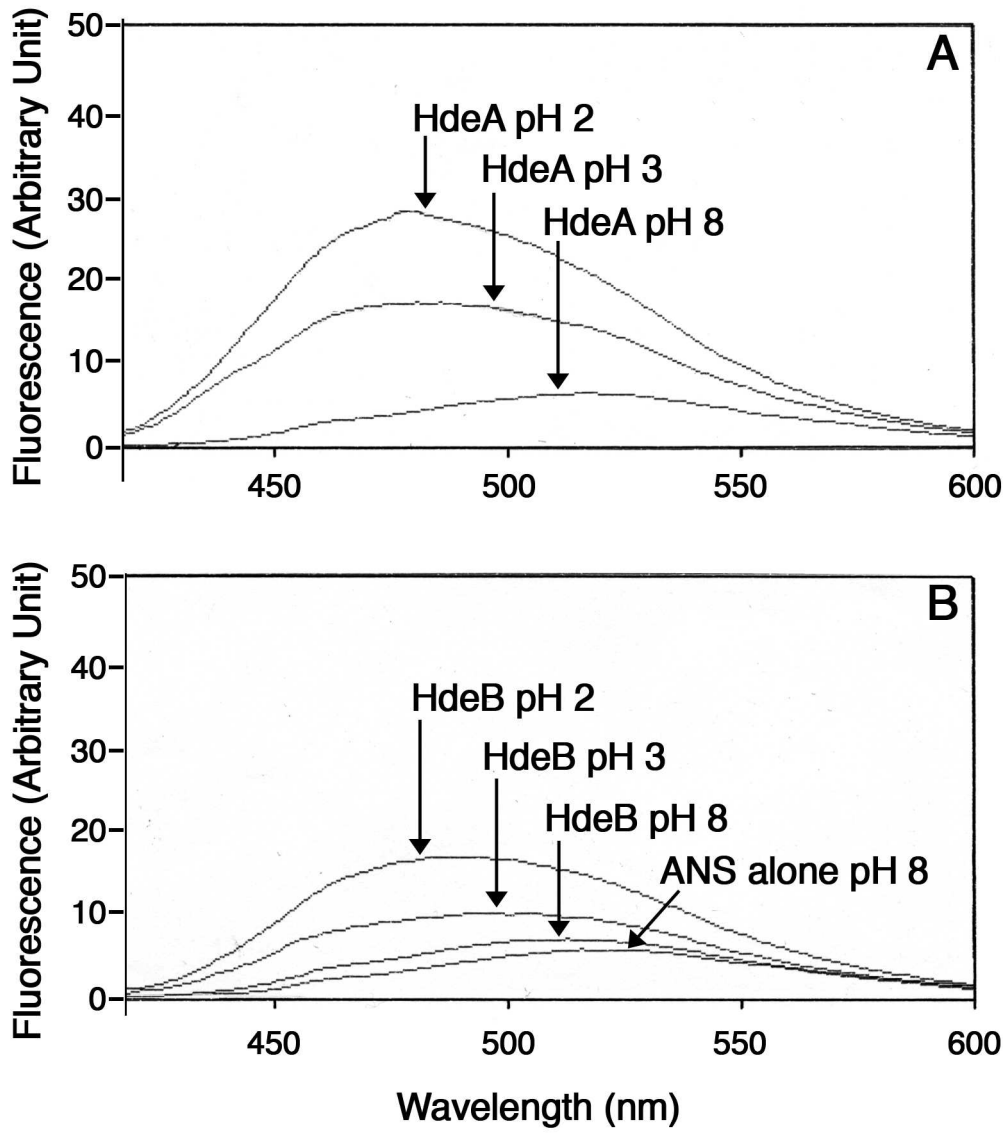 Fluorescence (Arbitrary Unit)
50
40
30
20
10
0
A
HdeA pH 2
HdeA pH 3
HdeA pH 8
450
500
550
600
Fluorescence (Arbitrary Unit)
50
40
30
20
10
0
B
HdeB pH 2
HdeB pH 3
HdeB pH 8
ANS alone pH 8
450
500
550
600
Wavelength (nm)